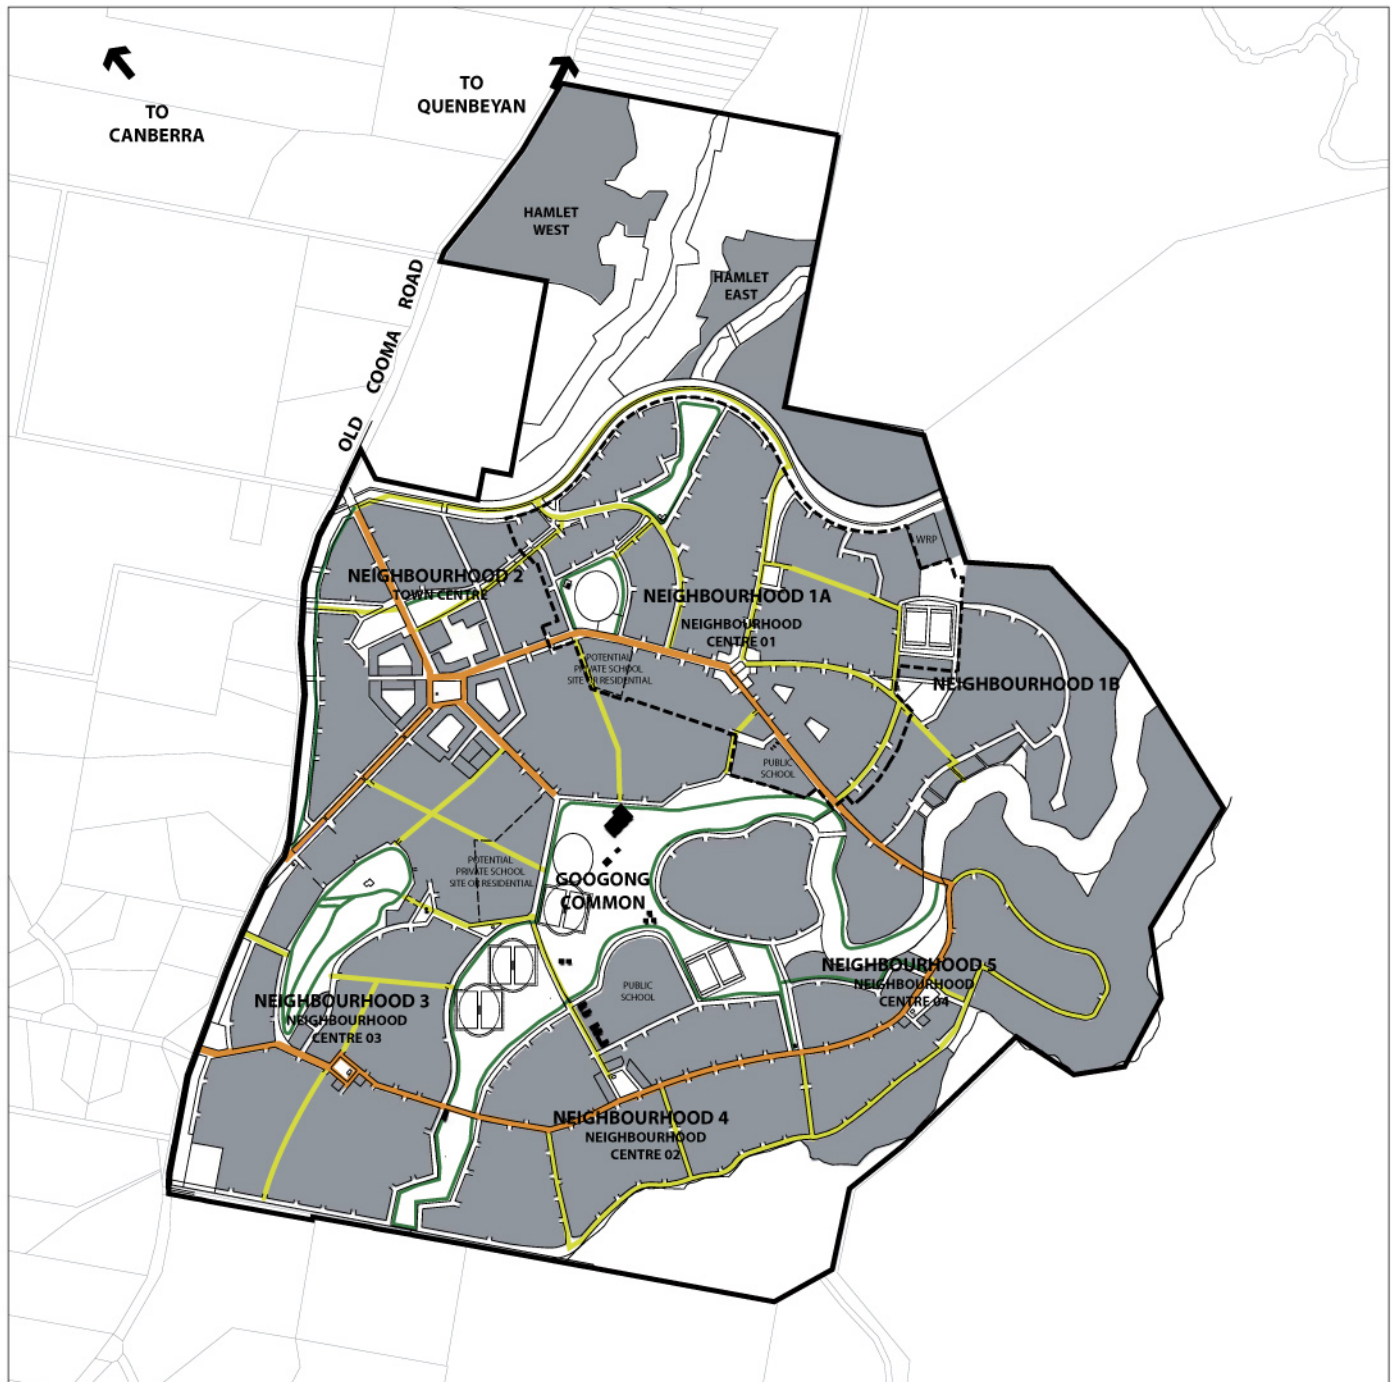 TO
CANBERRA
TO
QUENBEYAN
HAMLET
WEST
HAMLET
EAST
OLD COOMA ROAD
WRP
NEIGHBOURHOOD 2
TOWN CENTRE
NEIGHBOURHOOD 1A
NEIGHBOURHOOD
CENTRE 01
POTENTIAL
PRIVATE SCHOOL
SITE OR RESIDENTIAL
NEIGHBOURHOOD 1B
PUBLIC
SCHOOL
POTENTIAL
PRIVATE SCHOOL
SITE OR RESIDENTIAL
GOOGONG
COMMON
NEIGHBOURHOOD 5
NEIGHBOURHOOD
CENTRE 04
PUBLIC
SCHOOL
NEIGHBOURHOOD 3
NEIGHBOURHOOD
CENTRE 03
NEIGHBOURHOOD 4
NEIGHBOURHOOD
CENTRE 02